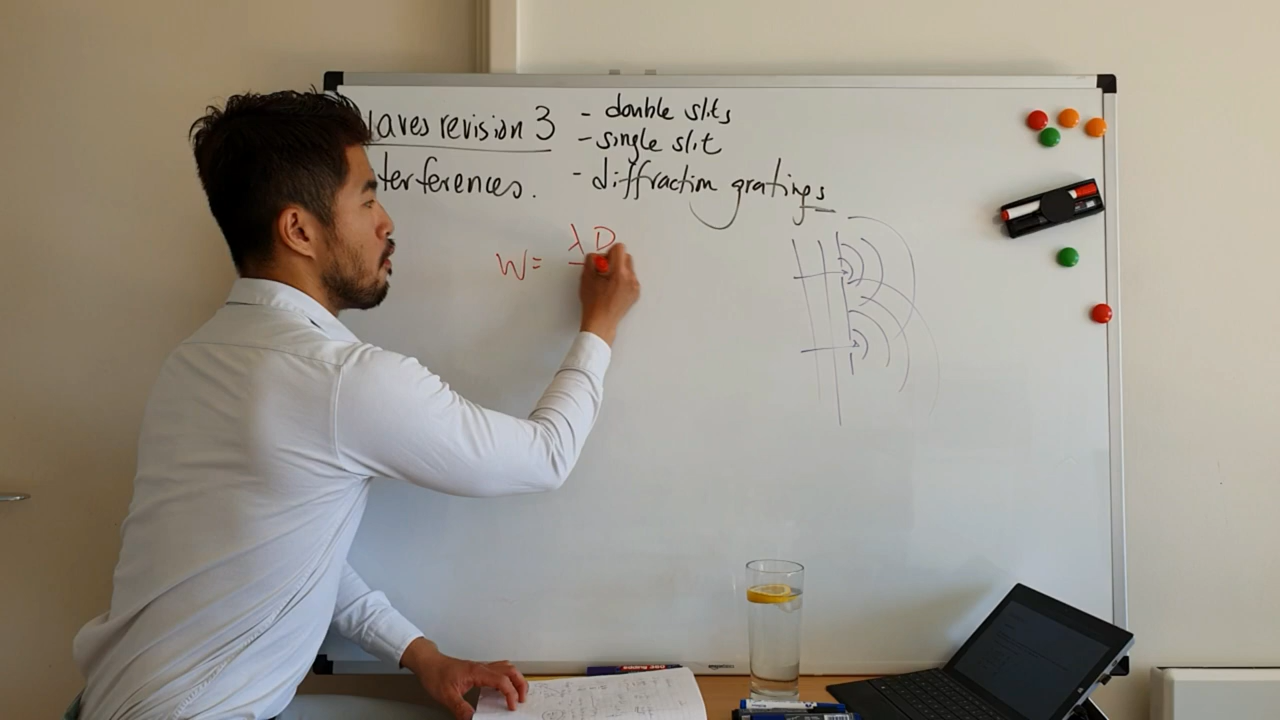 aves revision 3
terferences.
- double slits
- single slit
- diffraction gratings
W = λD